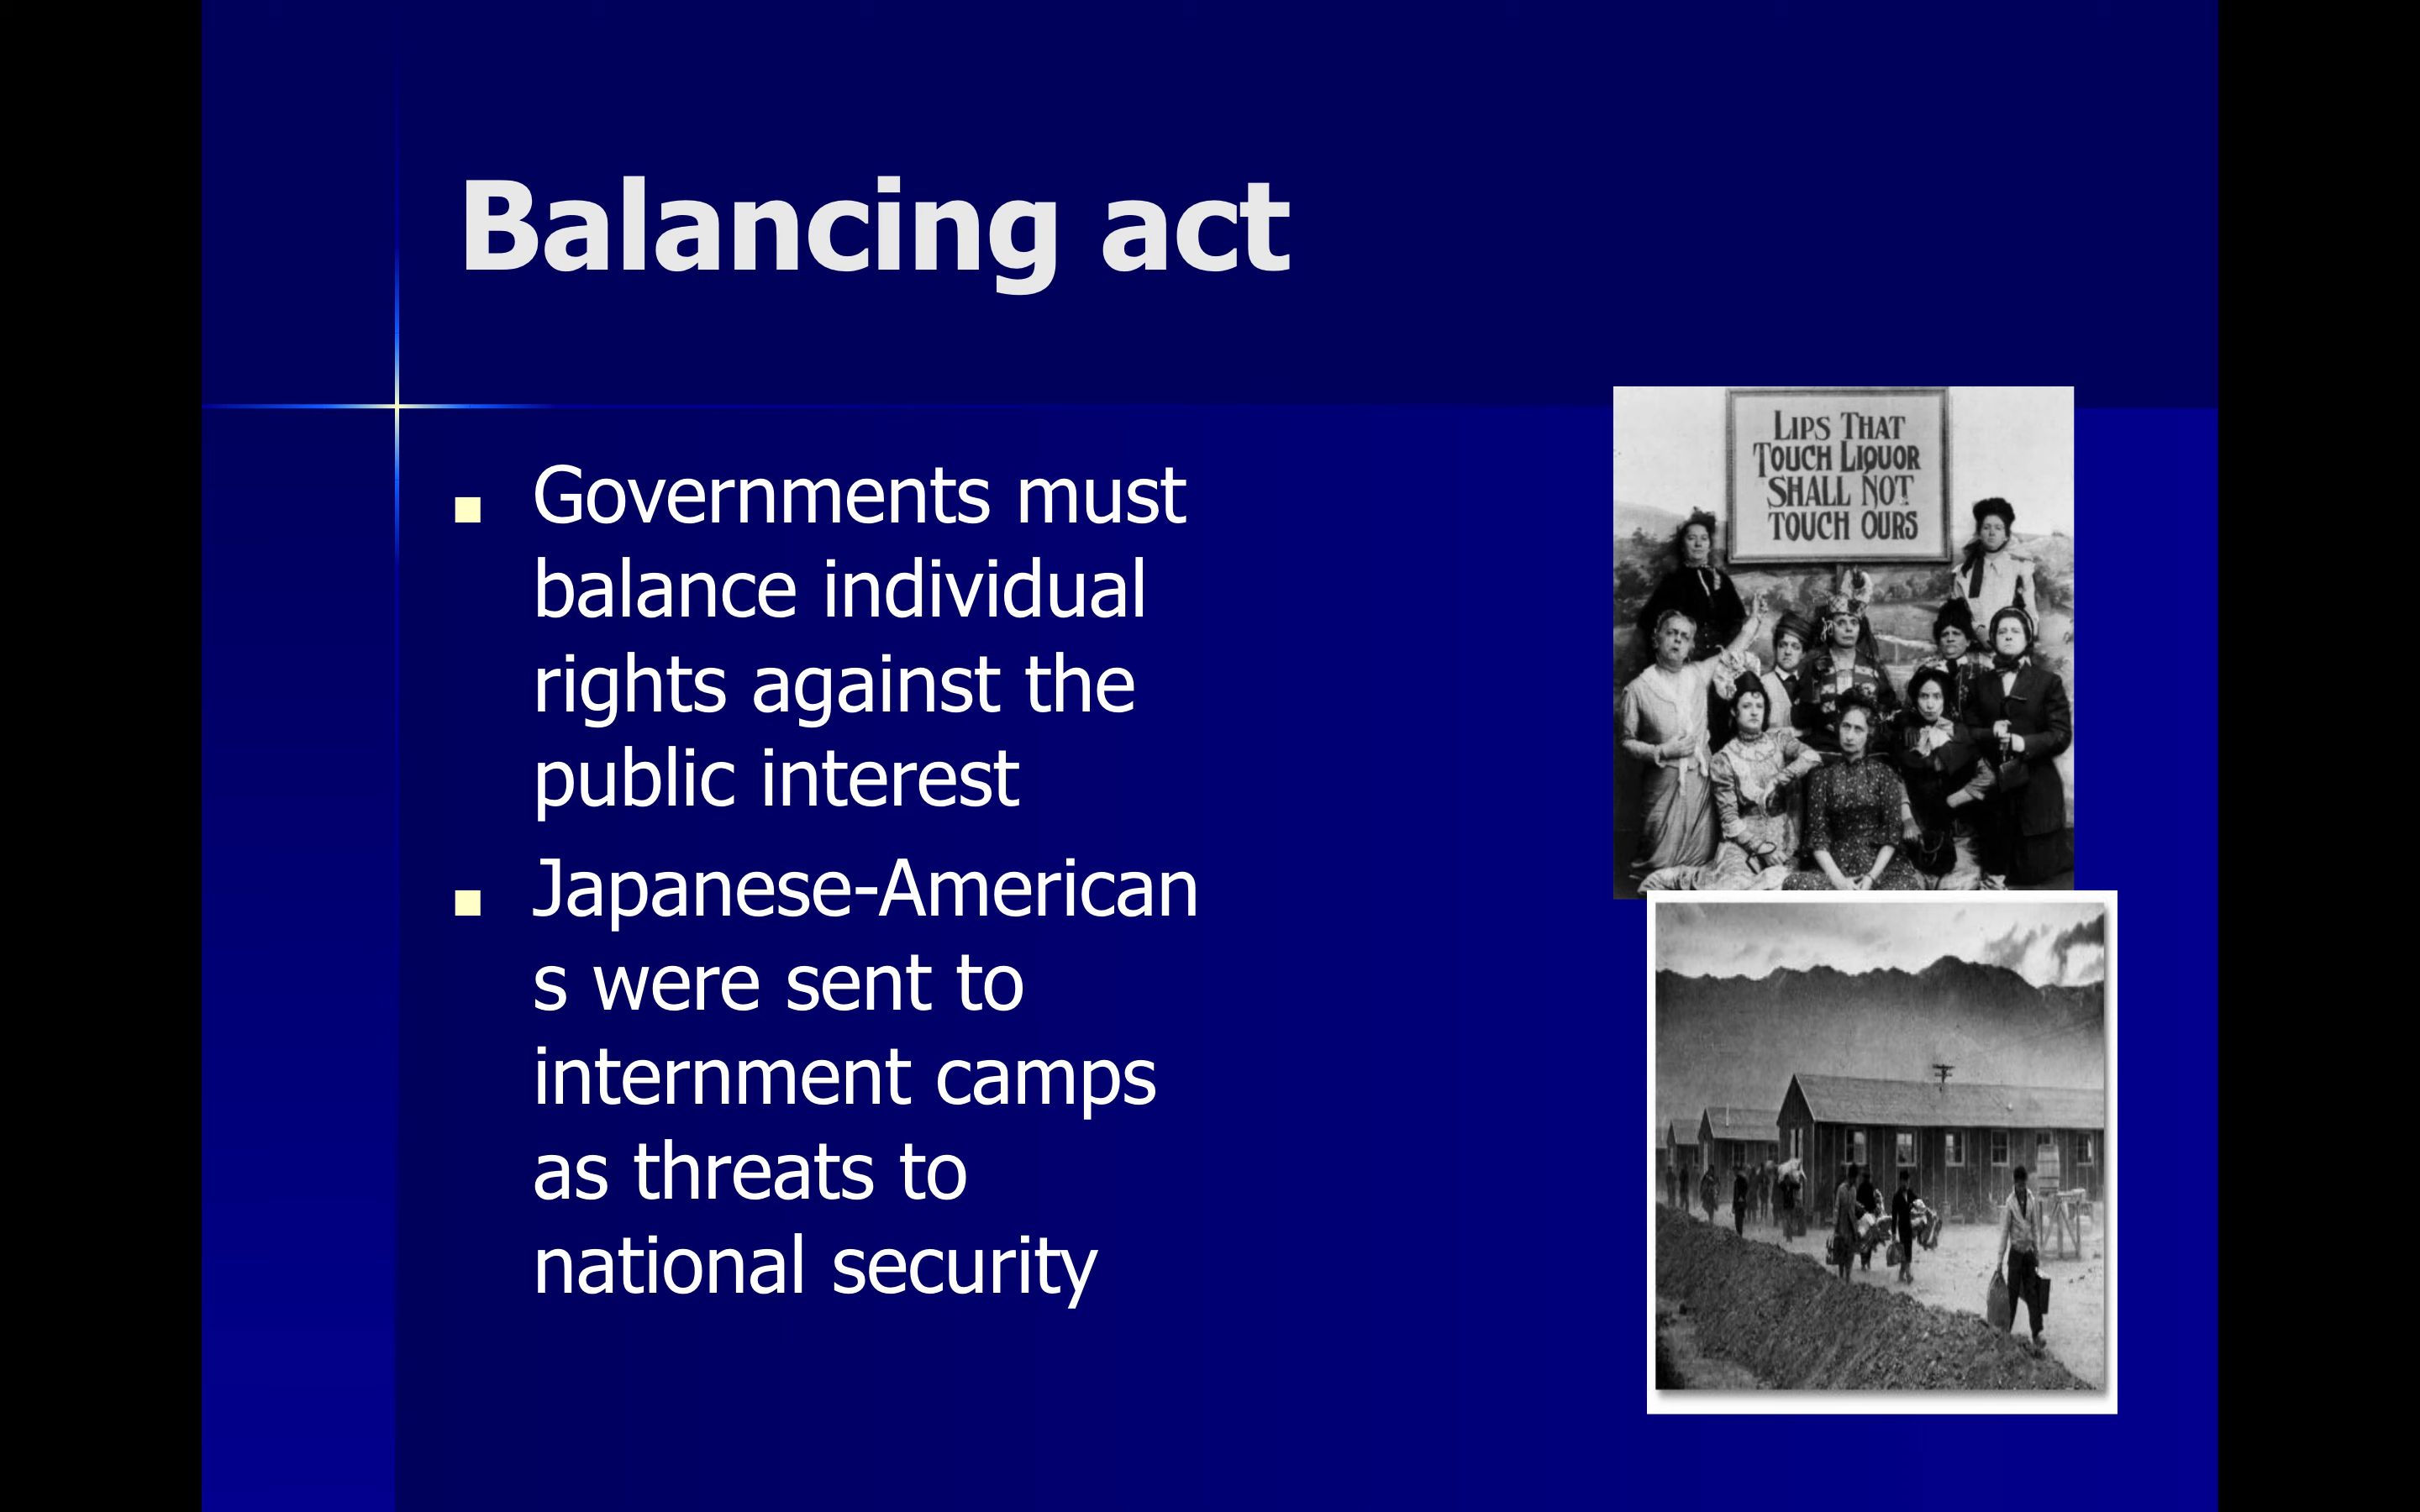 Balancing act
Governments must
balance individual
rights against the
public interest
Japanese-American
s were sent to
internment camps
as threats to
national security
LIPS THAT
TOUCH LIQUOR
SHALL NOT
TOUCH OURS